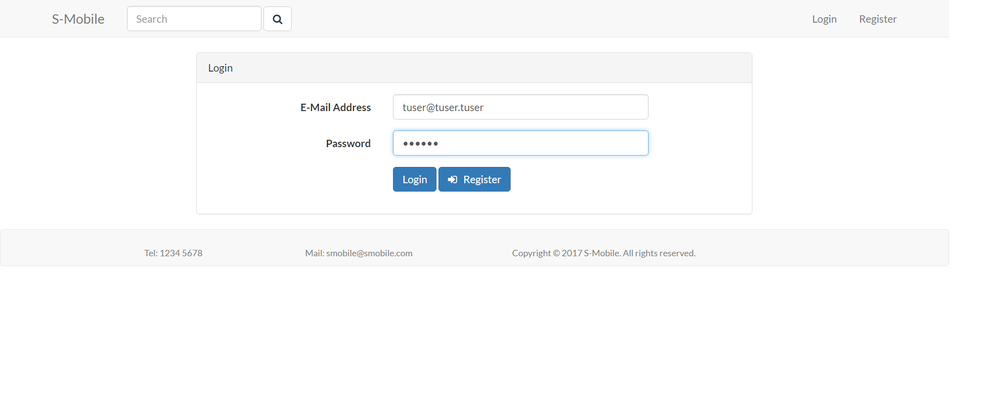 S-Mobile Search Login Register
Login
E-Mail Address tuser@tuser.tuser
Password ••••••
Login Register
Tel: 1234 5678 Mail: smobile@smobile.com Copyright © 2017 S-Mobile. All rights reserved.